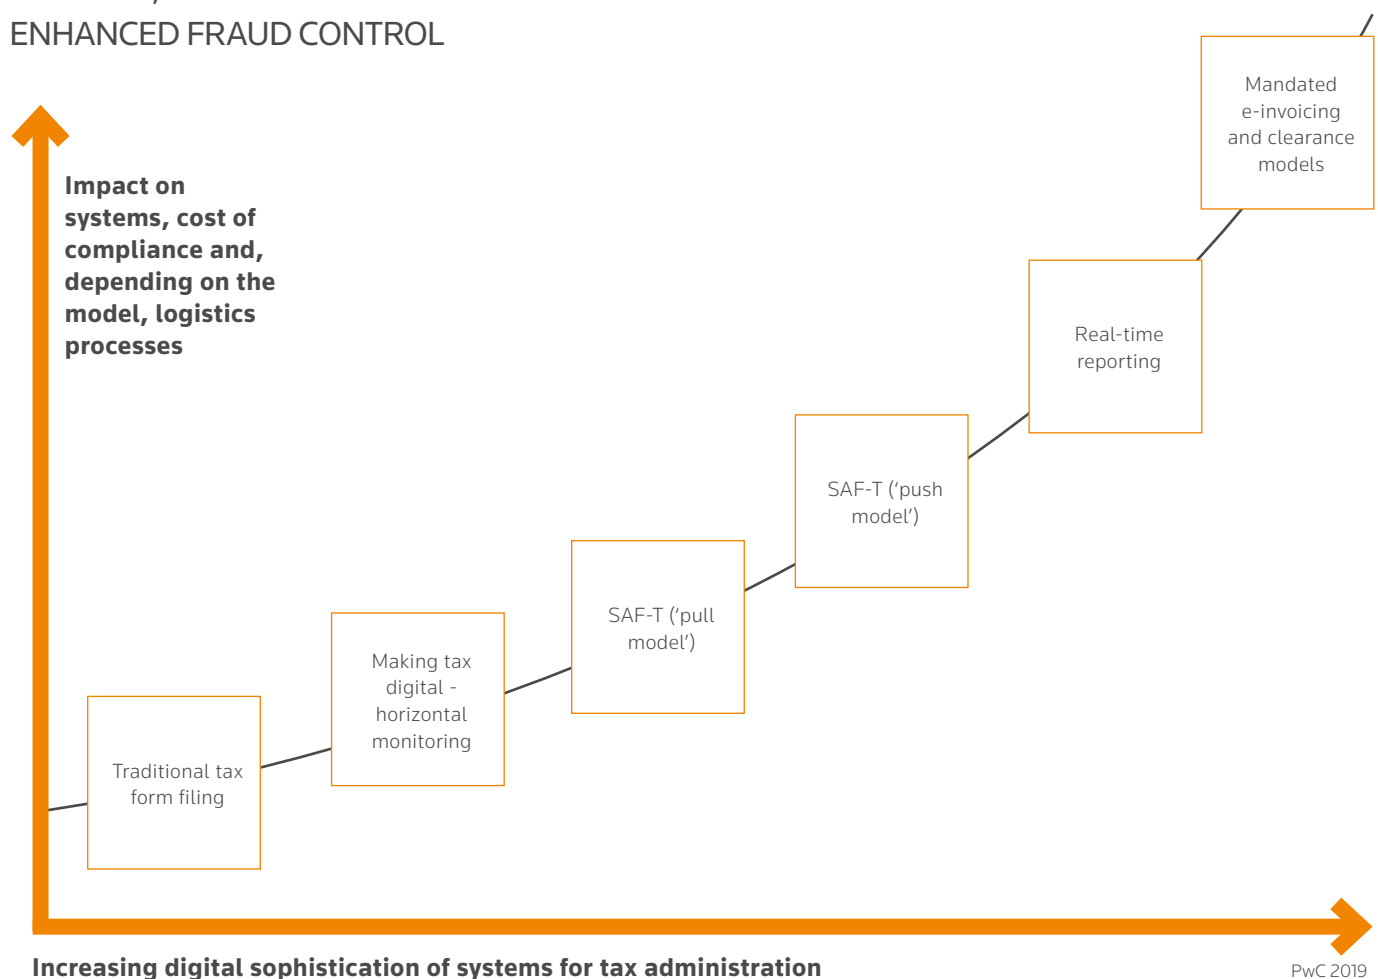 ENHANCED FRAUD CONTROL
Mandated
e-invoicing
and clearance
models
Impact on
systems, cost of
compliance and,
depending on the
model, logistics
processes
Real-time
reporting
SAF-T (‘push
model’)
SAF-T (‘pull
model’)
Making tax
digital -
horizontal
monitoring
Traditional tax
form filing
Increasing digital sophistication of systems for tax administration
PwC 2019